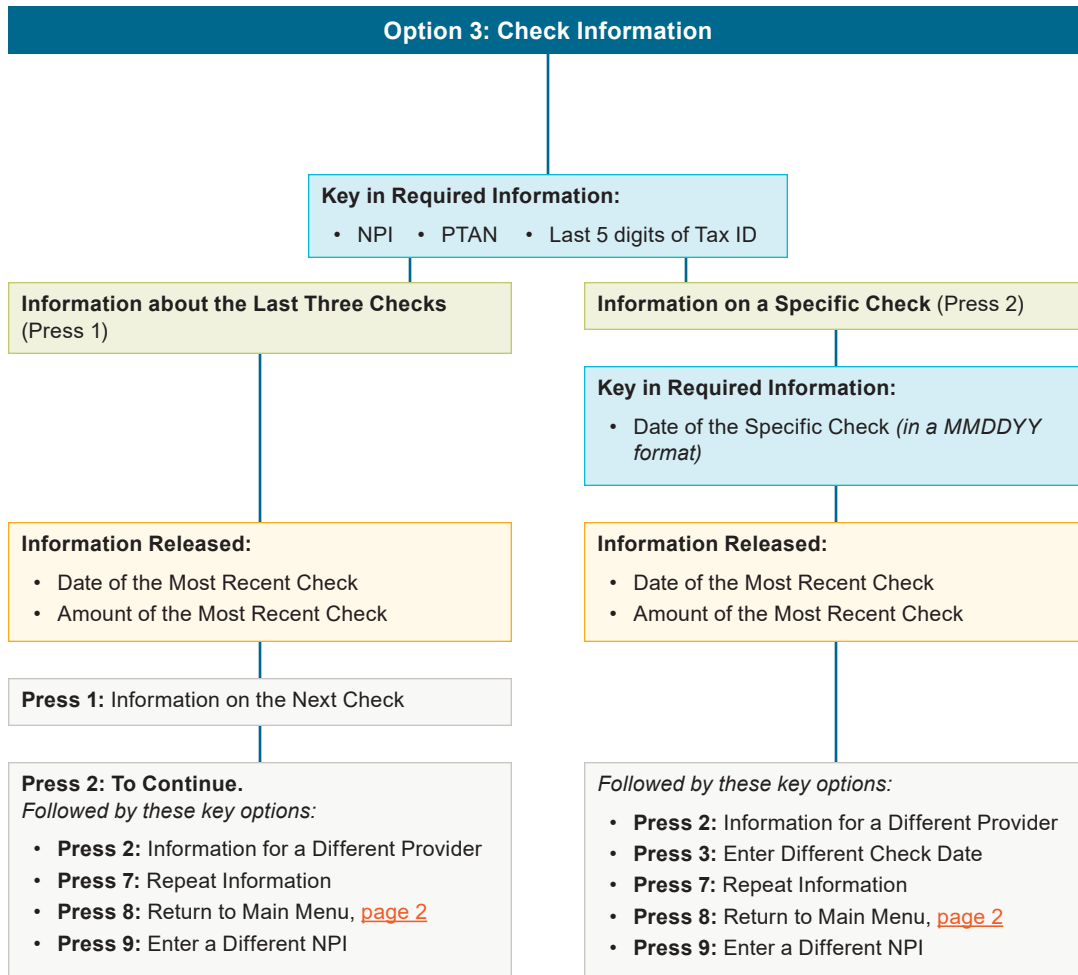 Option 3: Check Information
Key in Required Information:
• NPI • PTAN • Last 5 digits of Tax ID
Information about the Last Three Checks
(Press 1)
Information on a Specific Check (Press 2)
Key in Required Information:
• Date of the Specific Check (in a MMDDYY
format)
Information Released:
• Date of the Most Recent Check
• Amount of the Most Recent Check
Information Released:
• Date of the Most Recent Check
• Amount of the Most Recent Check
Press 1: Information on the Next Check
Press 2: To Continue.
Followed by these key options:
• Press 2: Information for a Different Provider
• Press 7: Repeat Information
• Press 8: Return to Main Menu, page 2
• Press 9: Enter a Different NPI
Followed by these key options:
• Press 2: Information for a Different Provider
• Press 3: Enter Different Check Date
• Press 7: Repeat Information
• Press 8: Return to Main Menu, page 2
• Press 9: Enter a Different NPI